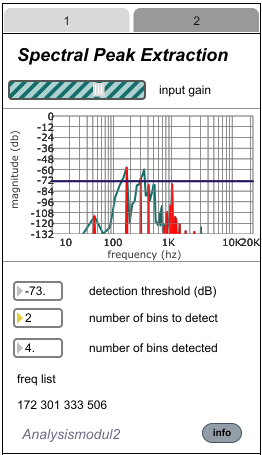 1 2
Spectral Peak Extraction
input gain
magnitude (db)
0
-12
-24
-36
-48
-60
-72
-84
-96
-108
-120
-132
10 100 1K 10K20K
frequency (hz)
-73. detection threshold (dB)
2 number of bins to detect
4. number of bins detected
freq list
172 301 333 506
Analysismodul2 info